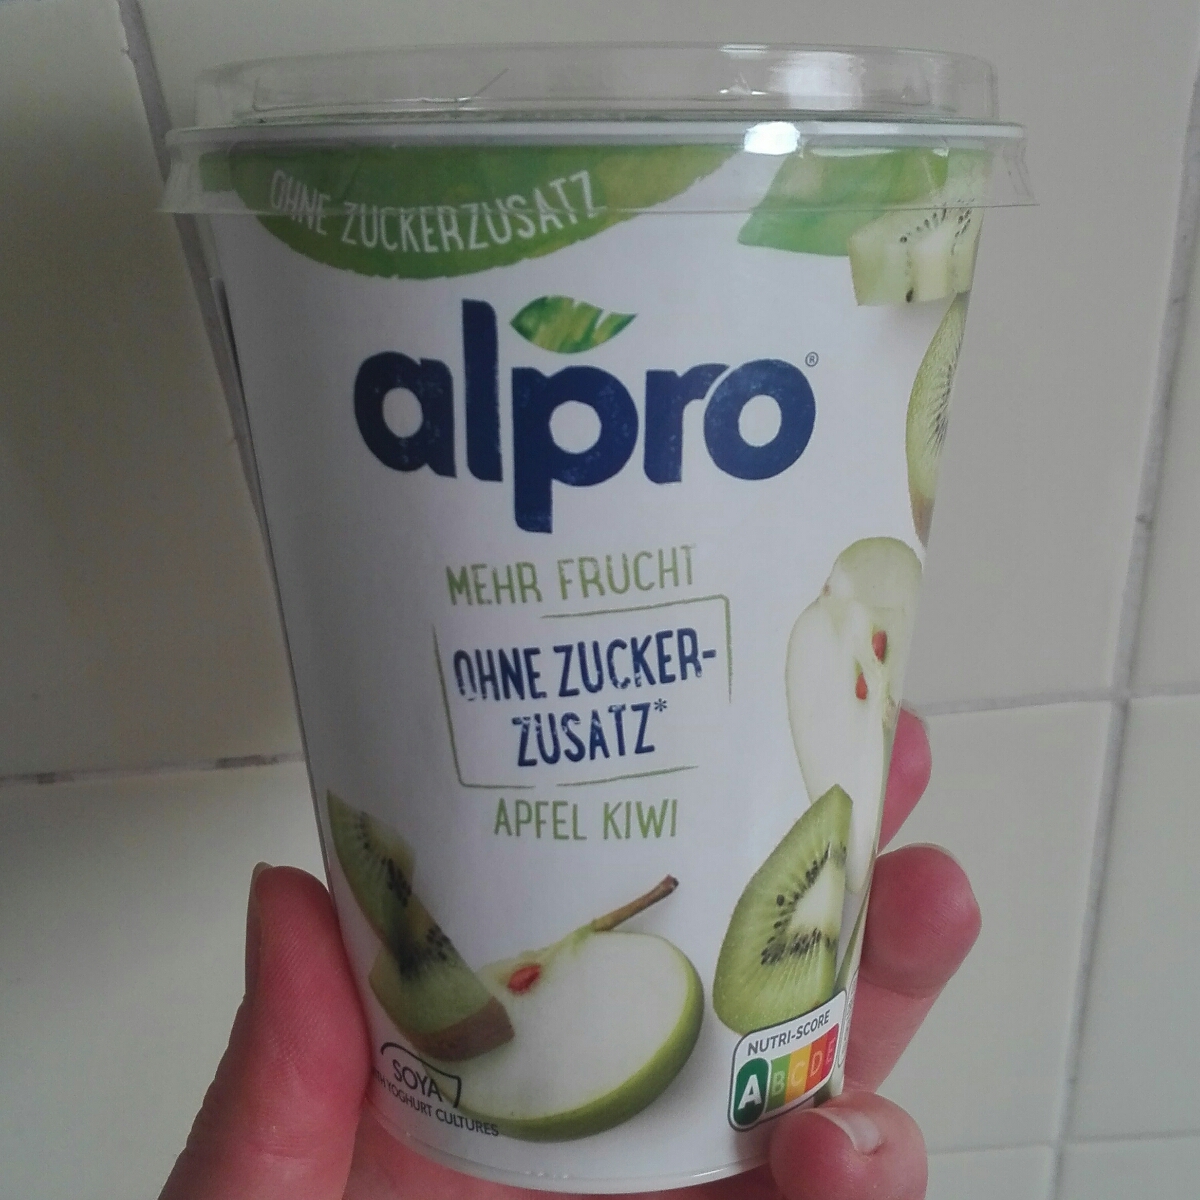 OHNE ZUCKERZUSATZ
alpro®
MEHR FRUCHT
OHNE ZUCKER-
ZUSATZ*
APFEL KIWI
NUTRI-SCORE
A B C D E
SOYA
YOGHURT CULTURES